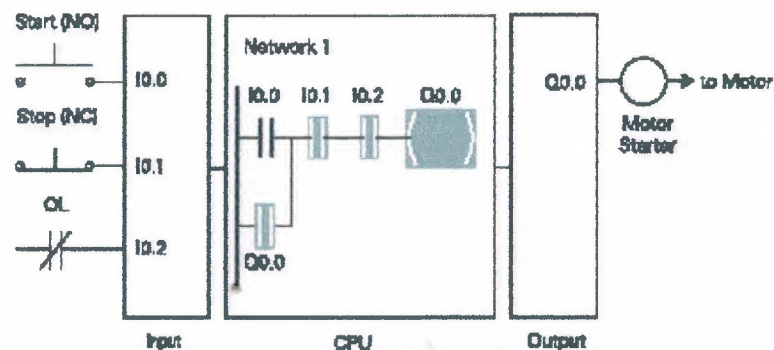 Start (NO)
I0.0
Stop (NC)
I0.1
OL
I0.2
Input
Network 1
I0.0 I0.1 I0.2 Q0.0
Q0.0
CPU
Q0.0
Output
to Motor
Motor
Starter